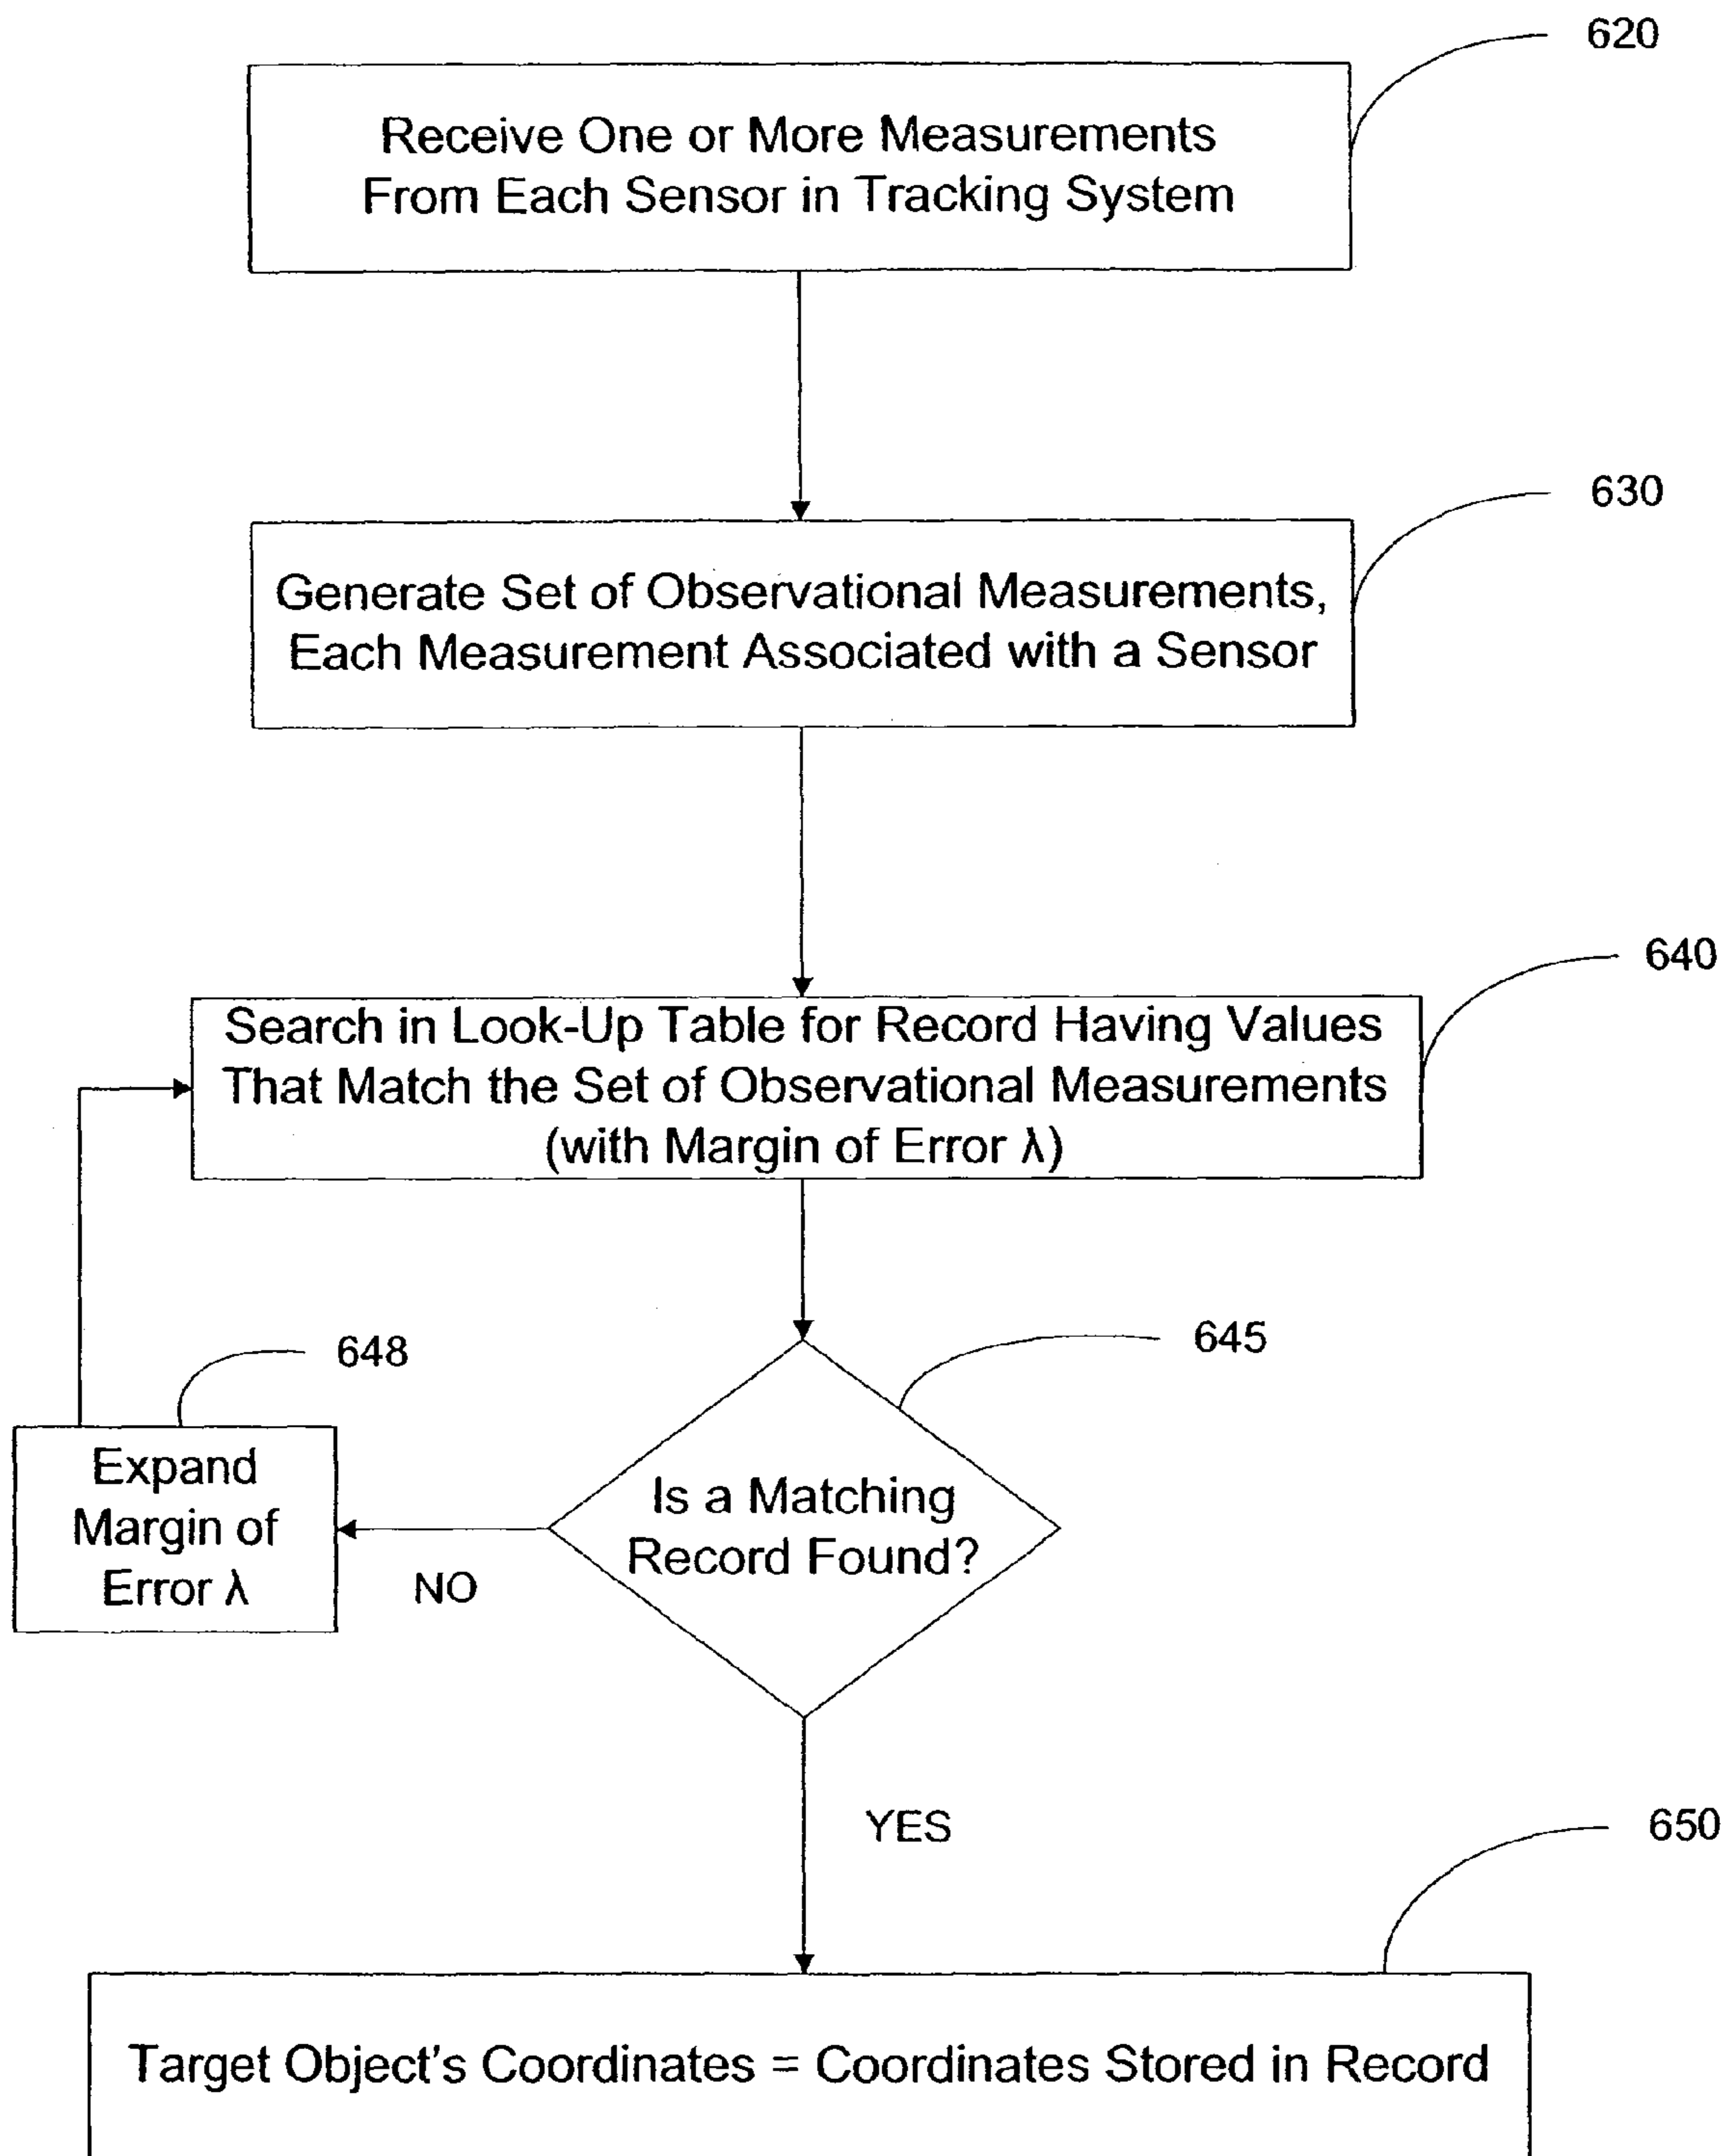 620
Receive One or More Measurements
From Each Sensor in Tracking System
630
Generate Set of Observational Measurements,
Each Measurement Associated with a Sensor
640
Search in Look-Up Table for Record Having Values
That Match the Set of Observational Measurements
(with Margin of Error λ)
645
648
Is a Matching
Record Found?
NO
Expand
Margin of
Error λ
YES
650
Target Object's Coordinates = Coordinates Stored in Record